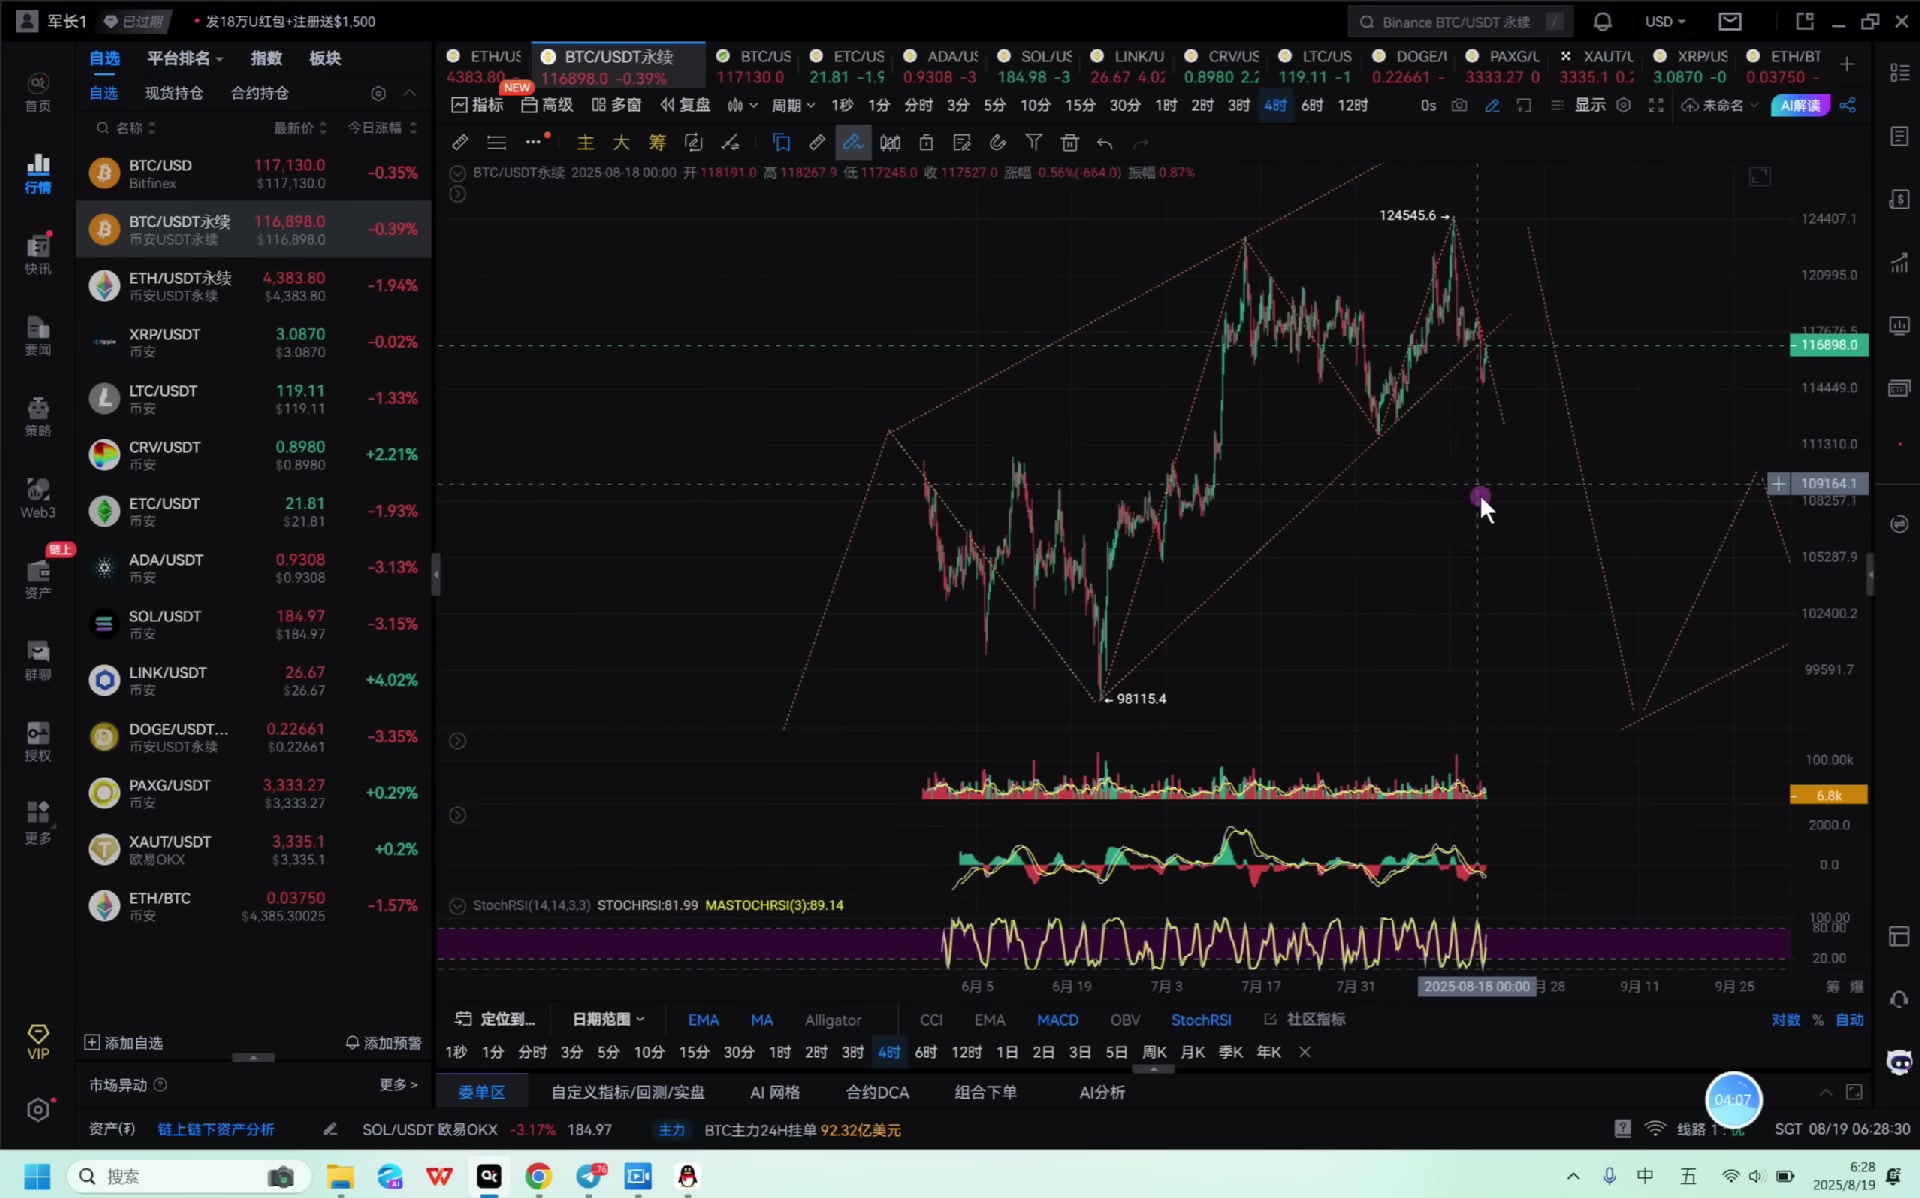 军长1 已过期 • 发18万U红包+注册送$1,500 Binance BTC/USDT 永续 / USD
首页
行情
快讯
要闻
策略
Web3
链上
资产
群聊
授权
更多
VIP
自选 平台排名 指数 板块
自选 现货持仓 合约持仓
名称 最新价 今日涨幅
BTC/USD 117,130.0 -0.35%
Bitfinex $117,130.0
BTC/USDT永续 116,898.0 -0.39%
币安USDT永续 $116,898.0
ETH/USDT永续 4,383.80 -1.94%
币安USDT永续 $4,383.80
XRP/USDT 3.0870 -0.02%
币安 $3.0870
LTC/USDT 119.11 -1.33%
币安 $119.11
CRV/USDT 0.8980 +2.21%
币安 $0.8980
ETC/USDT 21.81 -1.93%
币安 $21.81
ADA/USDT 0.9308 -3.13%
币安 $0.9308
SOL/USDT 184.97 -3.15%
币安 $184.97
LINK/USDT 26.67 +4.02%
币安 $26.67
DOGE/USDT... 0.22661 -3.35%
币安USDT永续 $0.22661
PAXG/USDT 3,333.27 +0.29%
币安 $3,333.27
XAUT/USDT 3,335.1 +0.2%
欧易OKX $3,335.1
ETH/BTC 0.03750 -1.57%
币安 $4,385.30025
添加自选 添加预警
市场异动 更多 >
ETH/US BTC/USDT永续 BTC/US ETC/US ADA/US SOL/US LINK/U CRV/US LTC/US DOGE/ PAXG/U XAUT/U XRP/US ETH/BT
4383.80 - 116898.0 -0.39% 117130.0 21.81 -1.9 0.9308 -3 184.98 -3 26.67 4.02 0.8980 2.2 119.11 -1 0.22661 - 3333.27 0 3335.1 0.2 3.0870 -0 0.03750 -
NEW
指标 高级 多窗 复盘 周期 1秒 1分 分时 3分 5分 10分 15分 30分 1时 2时 3时 4时 6时 12时 0s 显示 未命名 AI解读
主 大 筹
BTC/USDT永续 2025-08-18 00:00 开 118191.0 高 118267.9 低 117245.0 收 117527.0 涨幅 -0.56%(-664.0) 振幅 0.87%
124545.6
98115.4
124407.1
120995.0
117676.5
116898.0
114449.0
111310.0
109164.1
108257.1
105287.9
102400.2
99591.7
100.00k
6.8k
2000.0
0.0
StochRSI(14,14,3,3) STOCHRSI:81.99 MASTOCHRSI(3):89.14
100.00
80.00
20.00
6月 5 6月 19 7月 3 7月 17 7月 31 2025-08-18 00:00 月 28 9月 11 9月 25 筹 爆
定位到... 日期范围 EMA MA Alligator CCI EMA MACD OBV StochRSI 社区指标 对数 % 自动
1秒 1分 分时 3分 5分 10分 15分 30分 1时 2时 3时 4时 6时 12时 1日 2日 3日 5日 周K 月K 季K 年K
委单区 自定义指标/回测/实盘 AI 网格 合约DCA 组合下单 AI分析
04:07
资产(₮) 链上链下资产分析 SOL/USDT 欧易OKX -3.17% 184.97 主力 BTC主力24H挂单 92.32亿美元 线路 1: 优 SGT 08/19 06:28:30
搜索 76 中 五 6:28
2025/8/19